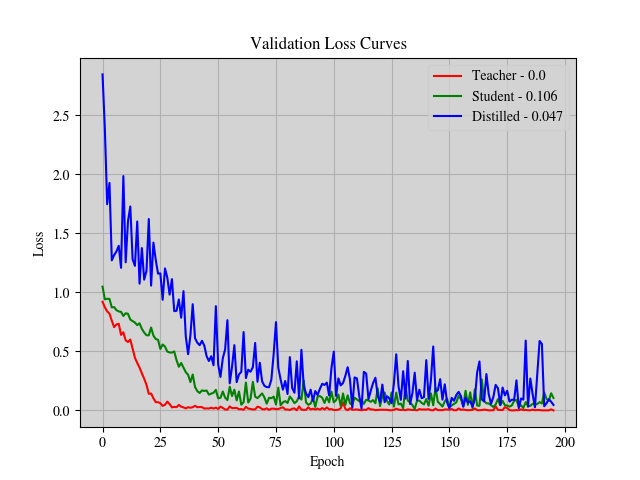 Validation Loss Curves
Teacher - 0.0
Student - 0.106
Distilled - 0.047
Loss
2.5
2.0
1.5
1.0
0.5
0.0
0 25 50 75 100 125 150 175 200
Epoch